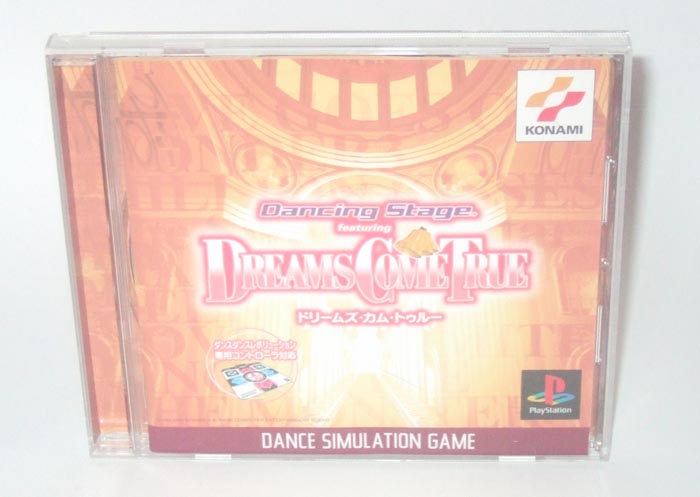 KONAMI
Dancing Stage
featuring
DREAMS COME TRUE
ドリームズ・カム・トゥルー
ダンスダンスレボリューション
専用コントローラ対応
PlayStation
DANCE SIMULATION GAME